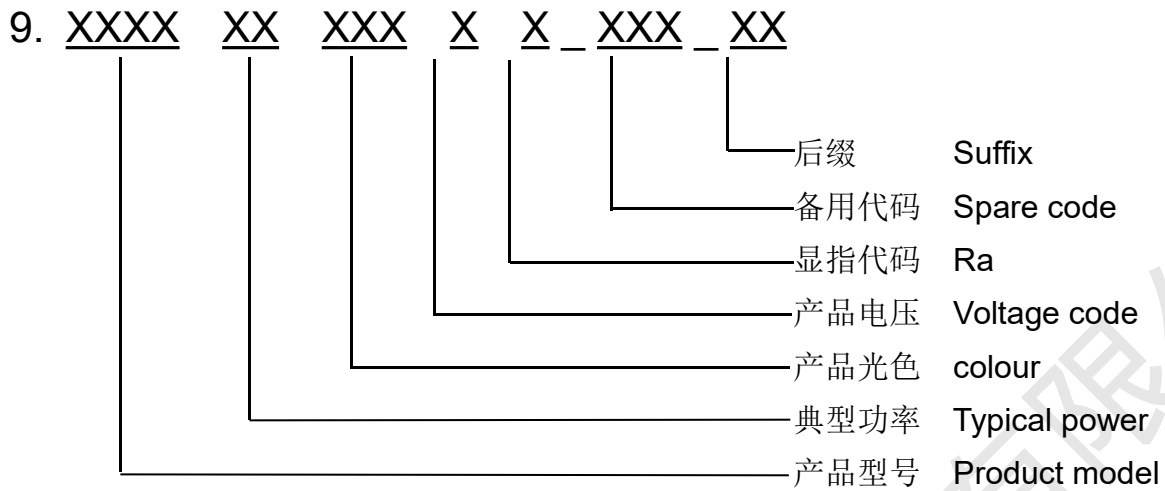 9. XXXX XX XXX X X _ XXX _ XX
后缀 Suffix
备用代码 Spare code
显指代码 Ra
产品电压 Voltage code
产品光色 colour
典型功率 Typical power
产品型号 Product model
有限